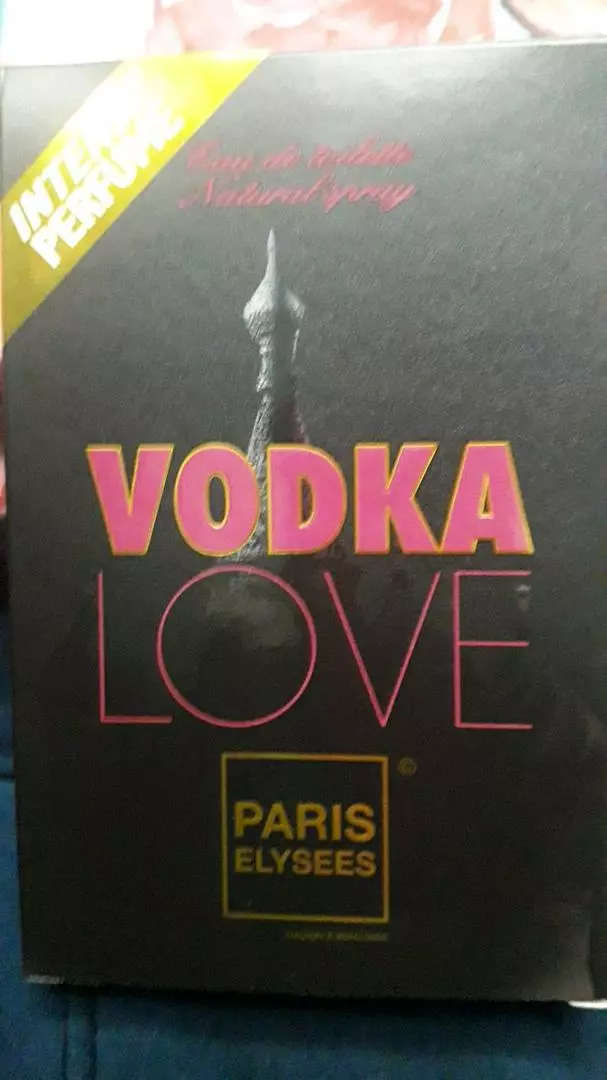 INTENSE
PERFUME
Eau de toilette
Natural spray
VODKA
LOVE
©
PARIS
ELYSEES